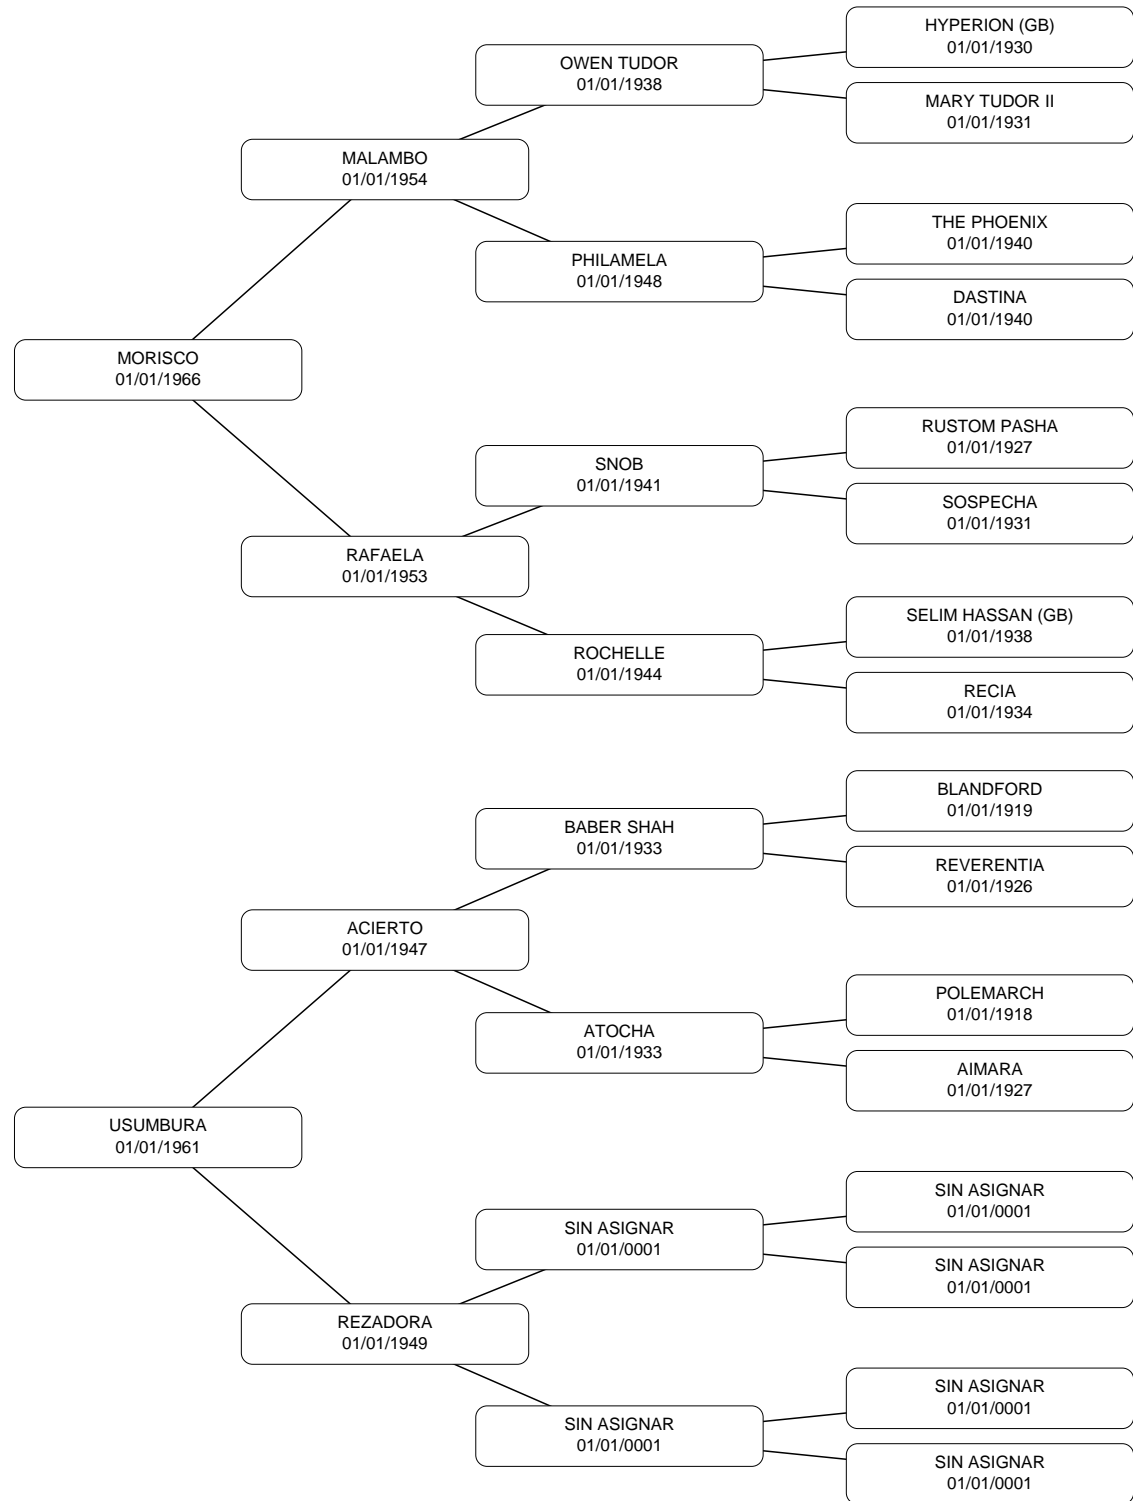 HYPERION (GB)
01/01/1930
OWEN TUDOR
01/01/1938
MARY TUDOR II
01/01/1931
MALAMBO
01/01/1954
THE PHOENIX
01/01/1940
PHILAMELA
01/01/1948
DASTINA
01/01/1940
MORISCO
01/01/1966
RUSTOM PASHA
01/01/1927
SNOB
01/01/1941
SOSPECHA
01/01/1931
RAFAELA
01/01/1953
SELIM HASSAN (GB)
01/01/1938
ROCHELLE
01/01/1944
RECIA
01/01/1934
BLANDFORD
01/01/1919
BABER SHAH
01/01/1933
REVERENTIA
01/01/1926
ACIERTO
01/01/1947
POLEMARCH
01/01/1918
ATOCHA
01/01/1933
AIMARA
01/01/1927
USUMBURA
01/01/1961
SIN ASIGNAR
01/01/0001
SIN ASIGNAR
01/01/0001
SIN ASIGNAR
01/01/0001
REZADORA
01/01/1949
SIN ASIGNAR
01/01/0001
SIN ASIGNAR
01/01/0001
SIN ASIGNAR
01/01/0001